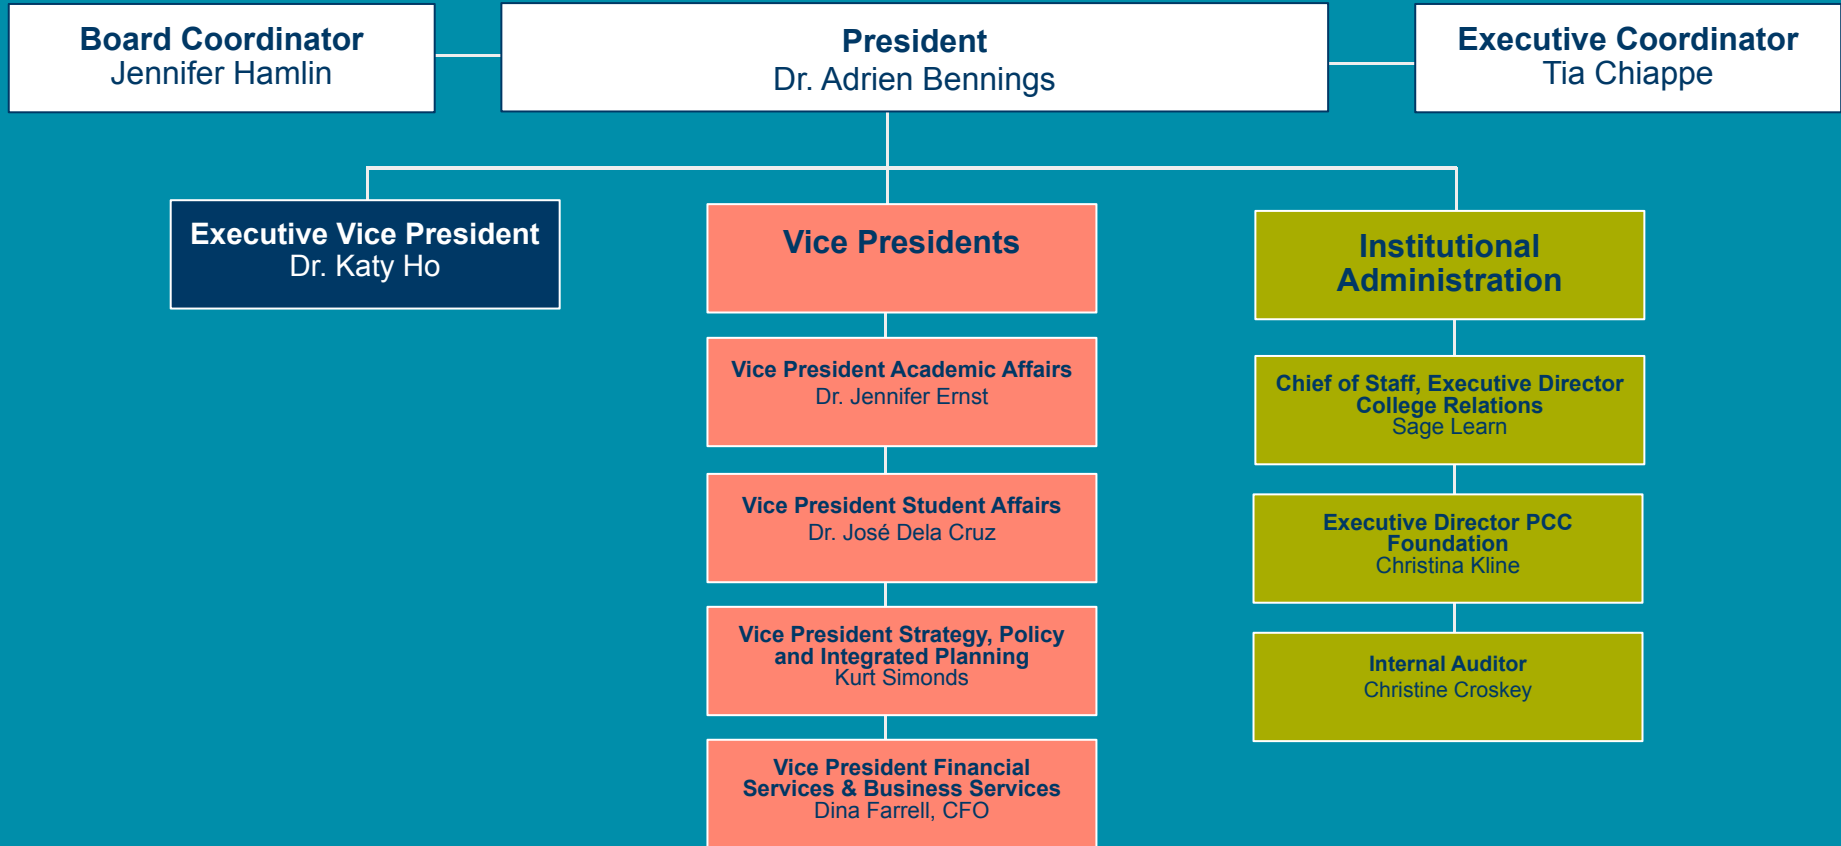 Board Coordinator
Jennifer Hamlin
President
Dr. Adrien Bennings
Executive Coordinator
Tia Chiappe
Executive Vice President
Dr. Katy Ho
Vice Presidents
Vice President Academic Affairs
Dr. Jennifer Ernst
Vice President Student Affairs
Dr. José Dela Cruz
Vice President Strategy, Policy
and Integrated Planning
Kurt Simonds
Vice President Financial
Services & Business Services
Dina Farrell, CFO
Institutional
Administration
Chief of Staff, Executive Director
College Relations
Sage Learn
Executive Director PCC
Foundation
Christina Kline
Internal Auditor
Christine Croskey